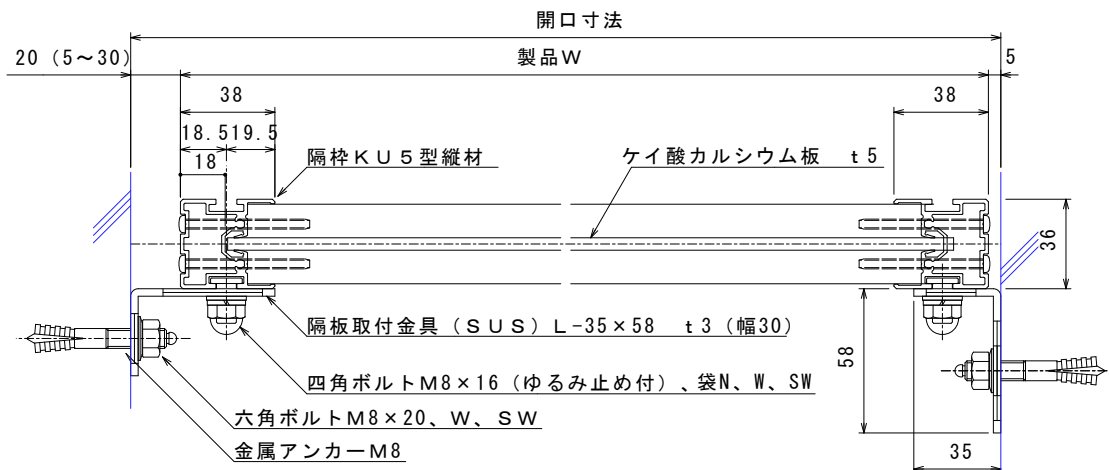 開口寸法
20（5～30）
製品W
5
38
38
18.5
19.5
18
隔枠ＫＵ５型縦材
ケイ酸カルシウム板　ｔ５
36
隔板取付金具（ＳＵＳ）Ｌ-35×58　ｔ３（幅30）
58
四角ボルトＭ８×16（ゆるみ止め付）、袋N、W、SW
六角ボルトＭ８×20、W、ＳＷ
金属アンカーＭ８
35